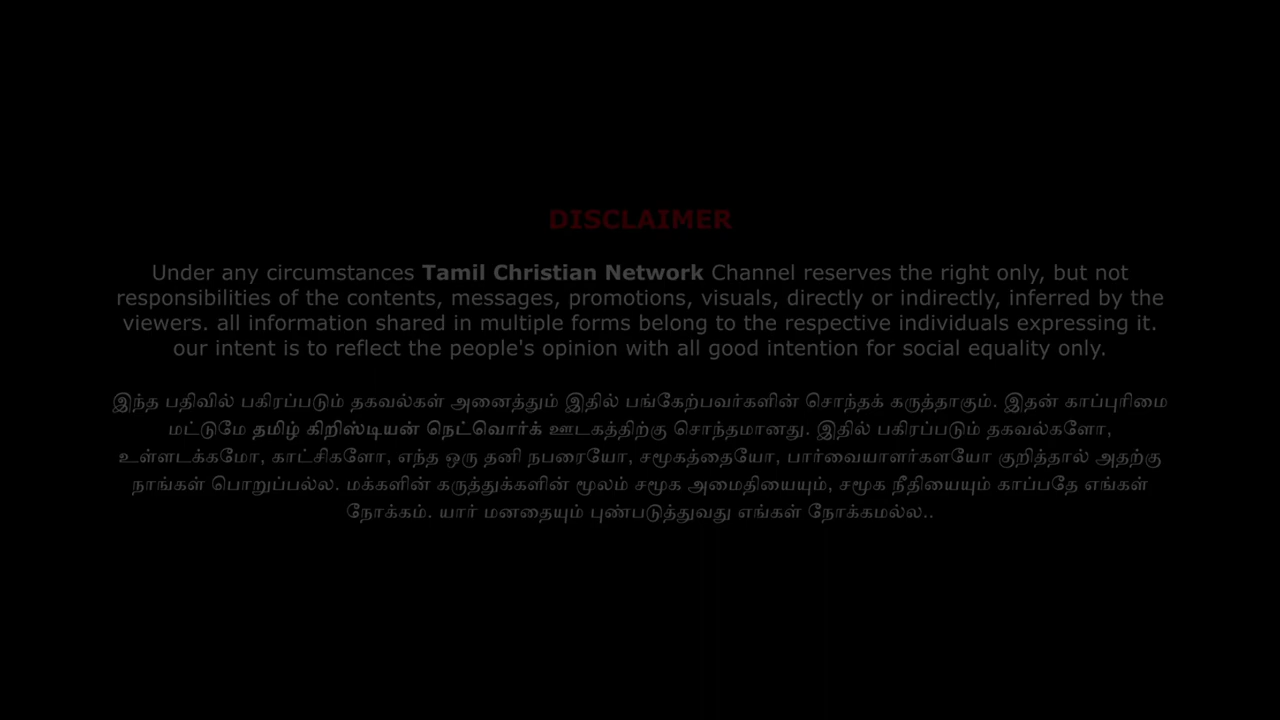 DISCLAIMER
Under any circumstances Tamil Christian Network Channel reserves the right only, but not
responsibilities of the contents, messages, promotions, visuals, directly or indirectly, inferred by the
viewers. all information shared in multiple forms belong to the respective individuals expressing it.
our intent is to reflect the people's opinion with all good intention for social equality only.
இந்த பதிவில் பகிரப்படும் தகவல்கள் அனைத்தும் இதில் பங்கேற்பவர்களின் சொந்தக் கருத்தாகும். இதன் காப்புரிமை
மட்டுமே தமிழ் கிறிஸ்டியன் நெட்வொர்க் ஊடகத்திற்கு சொந்தமானது. இதில் பகிரப்படும் தகவல்களோ,
உள்ளடக்கமோ, காட்சிகளோ, எந்த ஒரு தனி நபரையோ, சமூகத்தையோ, பார்வையாளர்களயோ குறித்தால் அதற்கு
நாங்கள் பொறுப்பல்ல. மக்களின் கருத்துக்களின் மூலம் சமூக அமைதியையும், சமூக நீதியையும் காப்பதே எங்கள்
நோக்கம். யார் மனதையும் புண்படுத்துவது எங்கள் நோக்கமல்ல..